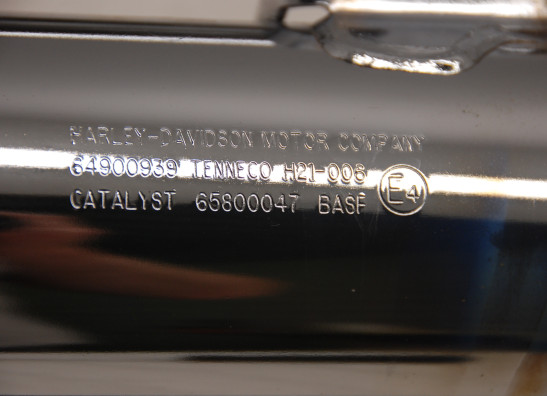 HARLEY-DAVIDSON MOTOR COMPANY
64900939 TENNECO H21-006
CATALYST 65800047 BASF E4